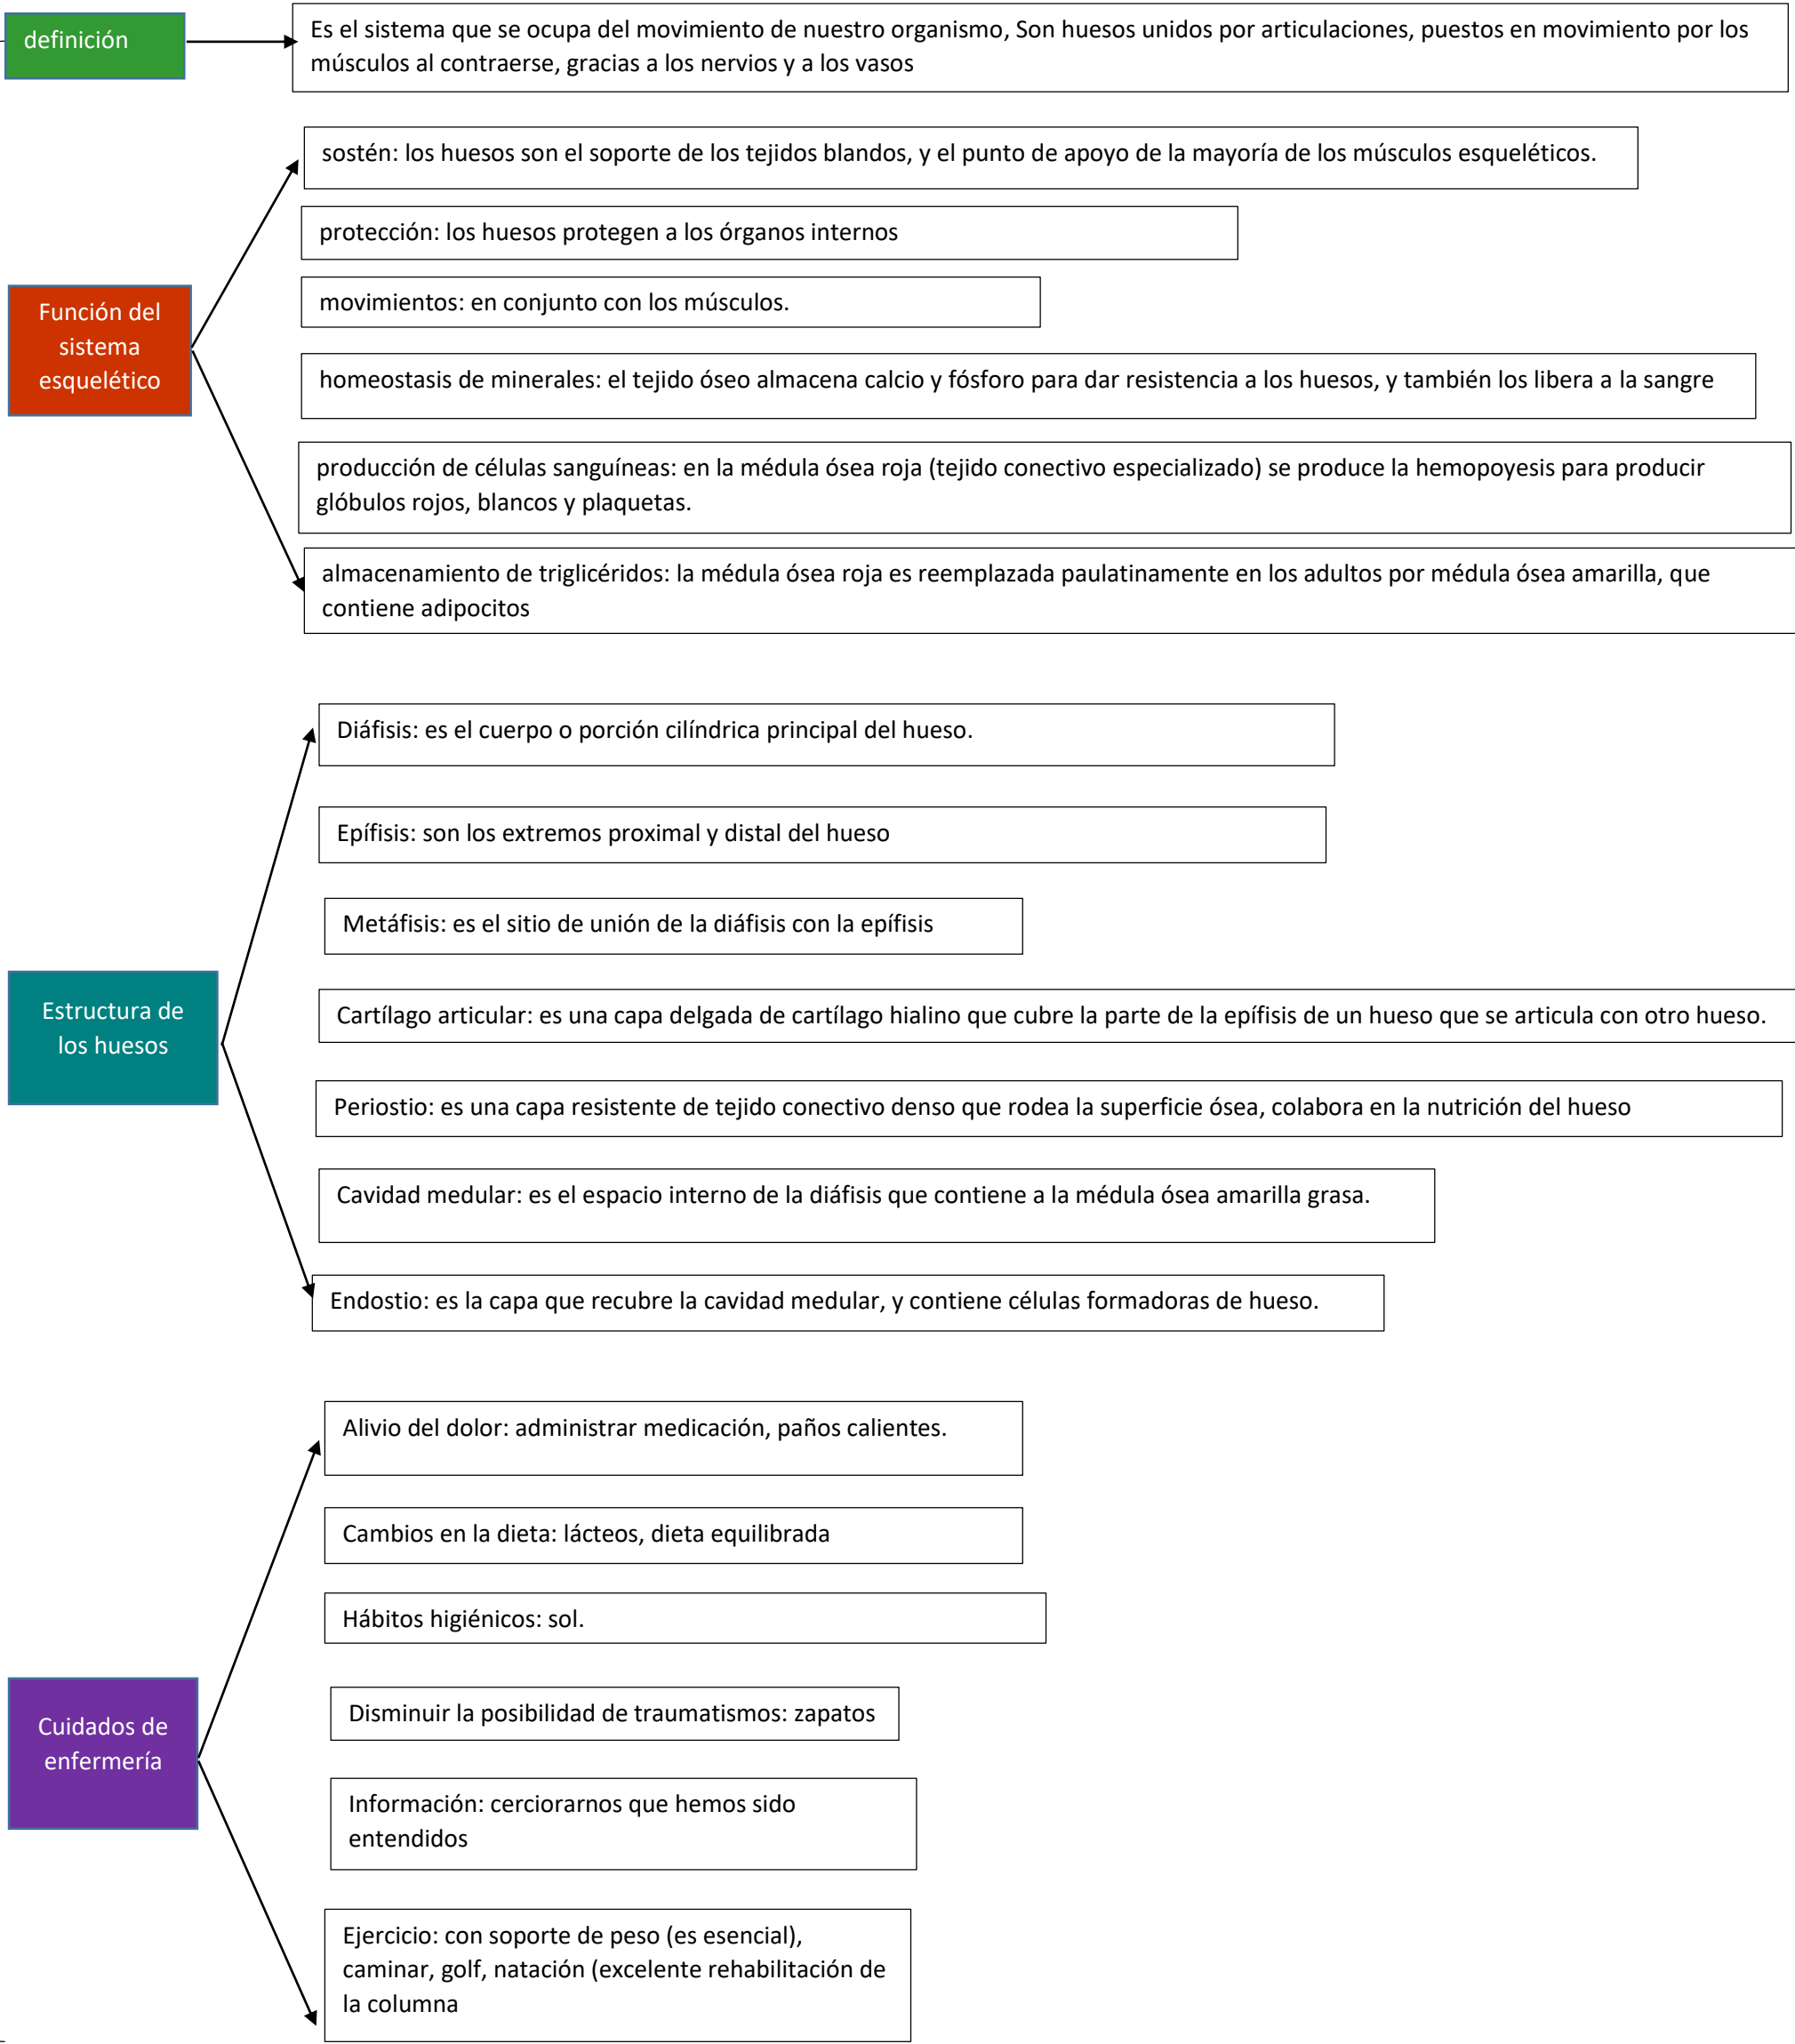 definición
Es el sistema que se ocupa del movimiento de nuestro organismo, Son huesos unidos por articulaciones, puestos en movimiento por los
músculos al contraerse, gracias a los nervios y a los vasos
Función del
sistema
esquelético
sostén: los huesos son el soporte de los tejidos blandos, y el punto de apoyo de la mayoría de los músculos esqueléticos.
protección: los huesos protegen a los órganos internos
movimientos: en conjunto con los músculos.
homeostasis de minerales: el tejido óseo almacena calcio y fósforo para dar resistencia a los huesos, y también los libera a la sangre
producción de células sanguíneas: en la médula ósea roja (tejido conectivo especializado) se produce la hemopoyesis para producir
glóbulos rojos, blancos y plaquetas.
almacenamiento de triglicéridos: la médula ósea roja es reemplazada paulatinamente en los adultos por médula ósea amarilla, que
contiene adipocitos
Estructura de
los huesos
Diáfisis: es el cuerpo o porción cilíndrica principal del hueso.
Epífisis: son los extremos proximal y distal del hueso
Metáfisis: es el sitio de unión de la diáfisis con la epífisis
Cartílago articular: es una capa delgada de cartílago hialino que cubre la parte de la epífisis de un hueso que se articula con otro hueso.
Periostio: es una capa resistente de tejido conectivo denso que rodea la superficie ósea, colabora en la nutrición del hueso
Cavidad medular: es el espacio interno de la diáfisis que contiene a la médula ósea amarilla grasa.
Endostio: es la capa que recubre la cavidad medular, y contiene células formadoras de hueso.
Cuidados de
enfermería
Alivio del dolor: administrar medicación, paños calientes.
Cambios en la dieta: lácteos, dieta equilibrada
Hábitos higiénicos: sol.
Disminuir la posibilidad de traumatismos: zapatos
Información: cerciorarnos que hemos sido
entendidos
Ejercicio: con soporte de peso (es esencial),
caminar, golf, natación (excelente rehabilitación de
la columna